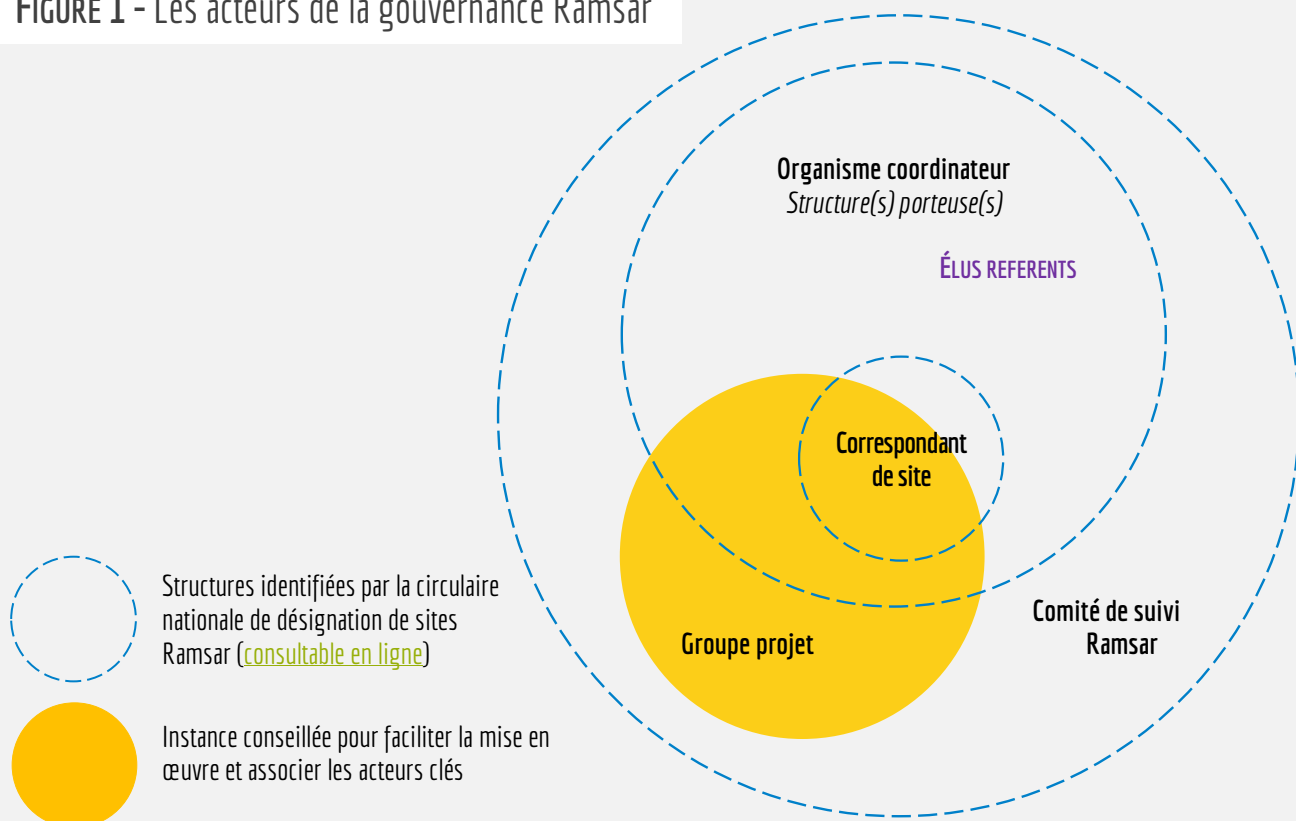 FIGURE 1 - Les acteurs de la gouvernance Ramsar
Organisme coordinateur
Structure(s) porteuse(s)
ÉLUS REFERENTS
Correspondant
de site
Groupe projet
Comité de suivi
Ramsar
Structures identifiées par la circulaire
nationale de désignation de sites
Ramsar (consultable en ligne)
Instance conseillée pour faciliter la mise en
œuvre et associer les acteurs clés